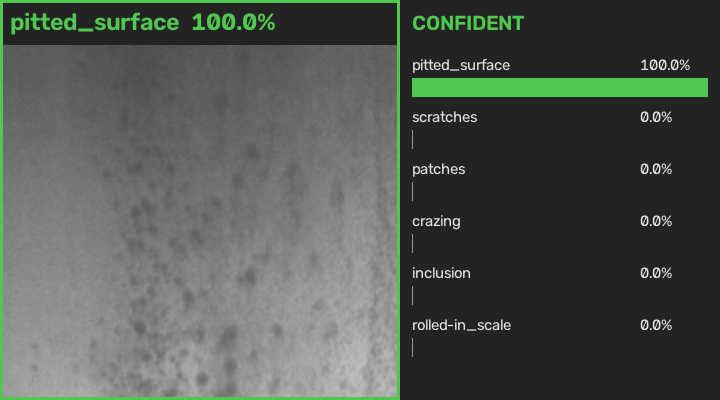 pitted_surface 100.0%
CONFIDENT
pitted_surface 100.0%
scratches 0.0%
patches 0.0%
crazing 0.0%
inclusion 0.0%
rolled-in_scale 0.0%